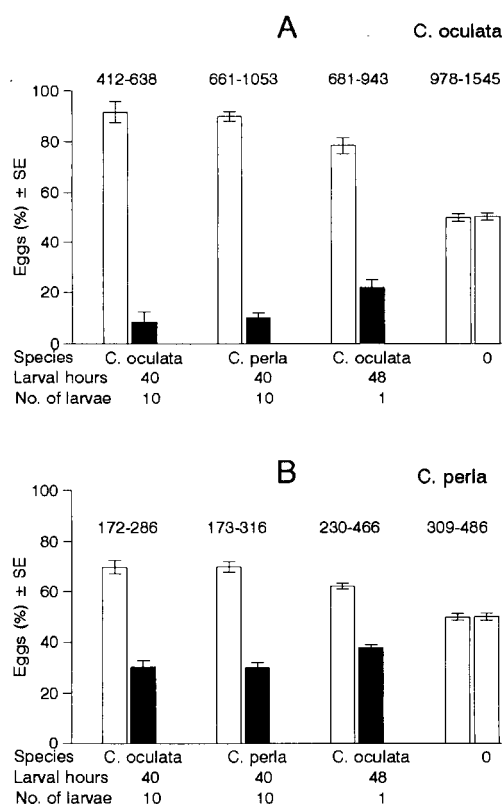 A C. oculata
412-638 661-1053 681-943 978-1545
100
80
60
40
20
0
Eggs (%) ± SE
Species C. oculata C. perla C. oculata 0
Larval hours 40 40 48
No. of larvae 10 10 1
B C. perla
100
172-286 173-316 230-466 309-486
80
60
40
20
0
Eggs (%) ± SE
Species C. oculata C. perla C. oculata 0
Larval hours 40 40 48
No. of larvae 10 10 1